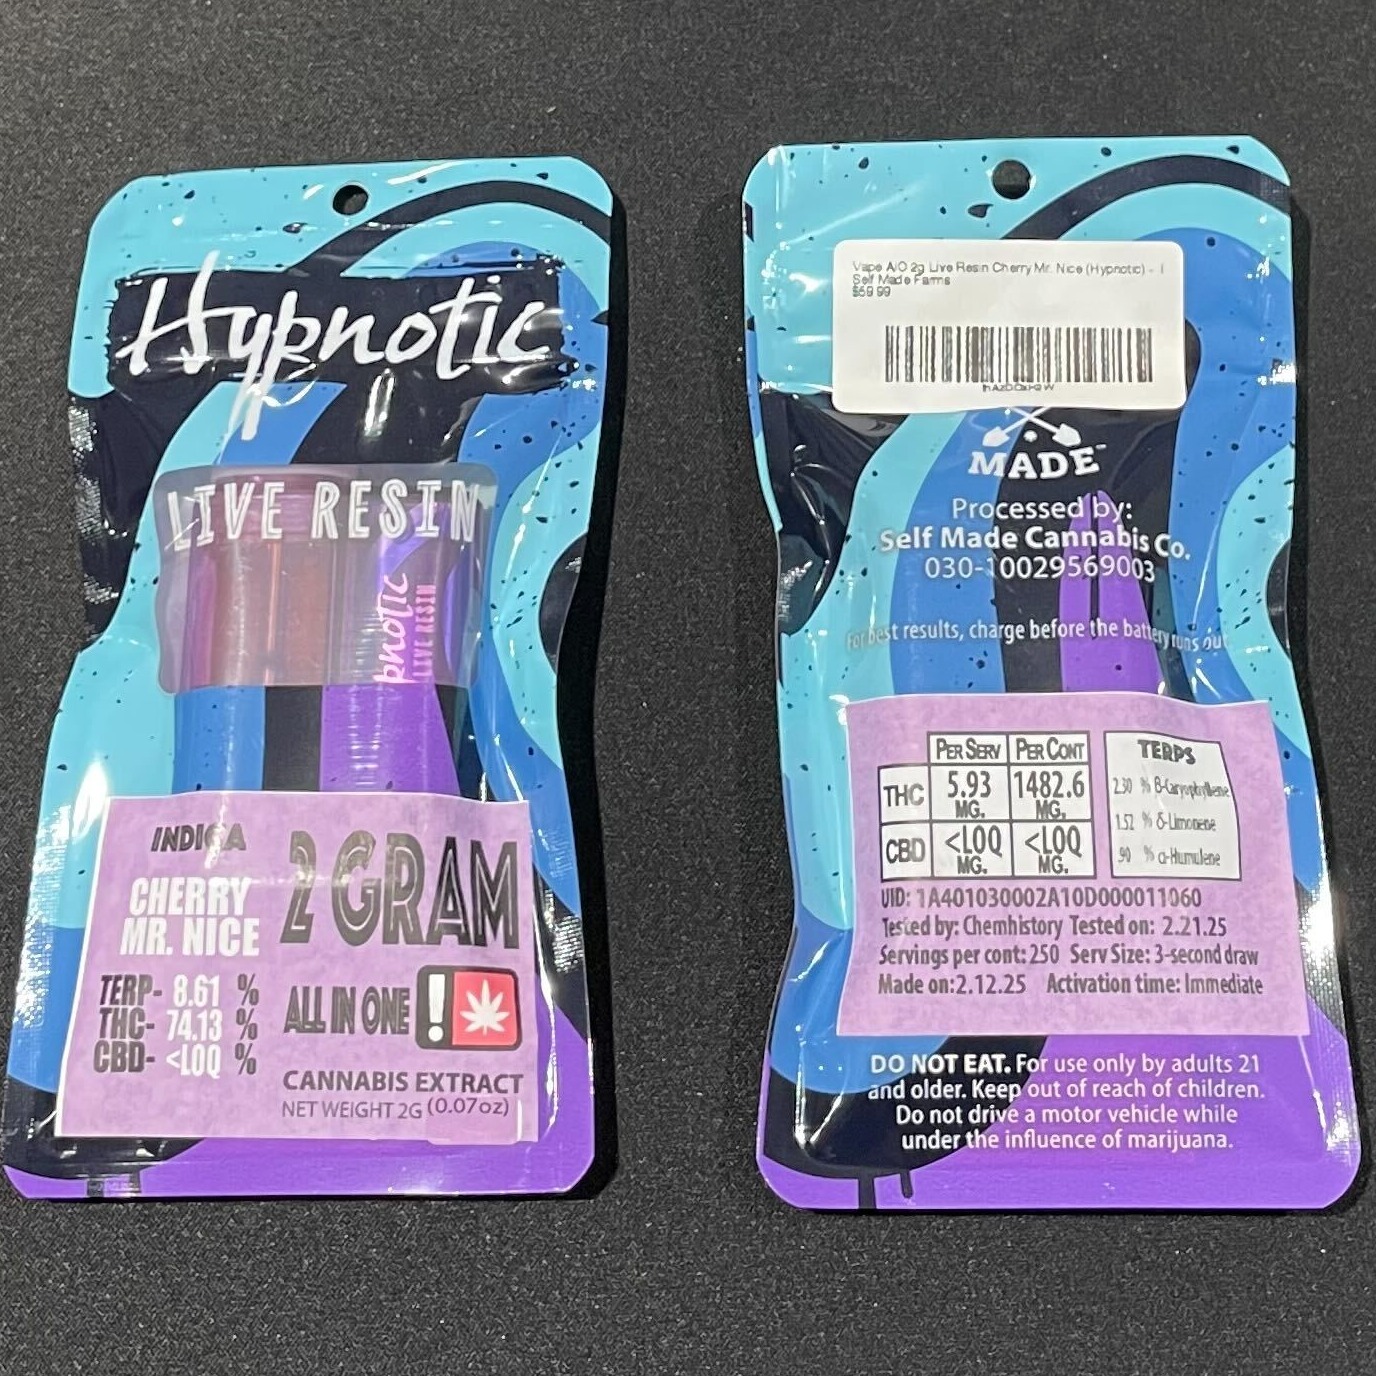 Hypnotic
LIVE RESIN
pnotic
LIVE RESIN
INDICA
CHERRY
MR. NICE
2 GRAM
TERP- 8.61 %
THC- 74.13 %
CBD- <LOQ %
ALL IN ONE !
CANNABIS EXTRACT
NET WEIGHT 2G (0.07oz)
Vape AIO 2g Live Resin Cherry Mr. Nice (Hypnotic) - I
Self Made Farms
$59.99
MADE
Processed by:
Self Made Cannabis Co.
030-10029569003
For best results, charge before the battery runs out
PER SERV PER CONT
THC 5.93 MG. 1482.6 MG.
CBD <LOQ MG. <LOQ MG.
TERPS
2.30 % B-Caryophyllene
1.52 % δ-Limonene
.90 % α-Humulene
UID: 1A401030002A10D000011060
Tested by: Chemhistory Tested on: 2.21.25
Servings per cont: 250 Serv Size: 3-second draw
Made on:2.12.25 Activation time: Immediate
DO NOT EAT. For use only by adults 21
and older. Keep out of reach of children.
Do not drive a motor vehicle while
under the influence of marijuana.